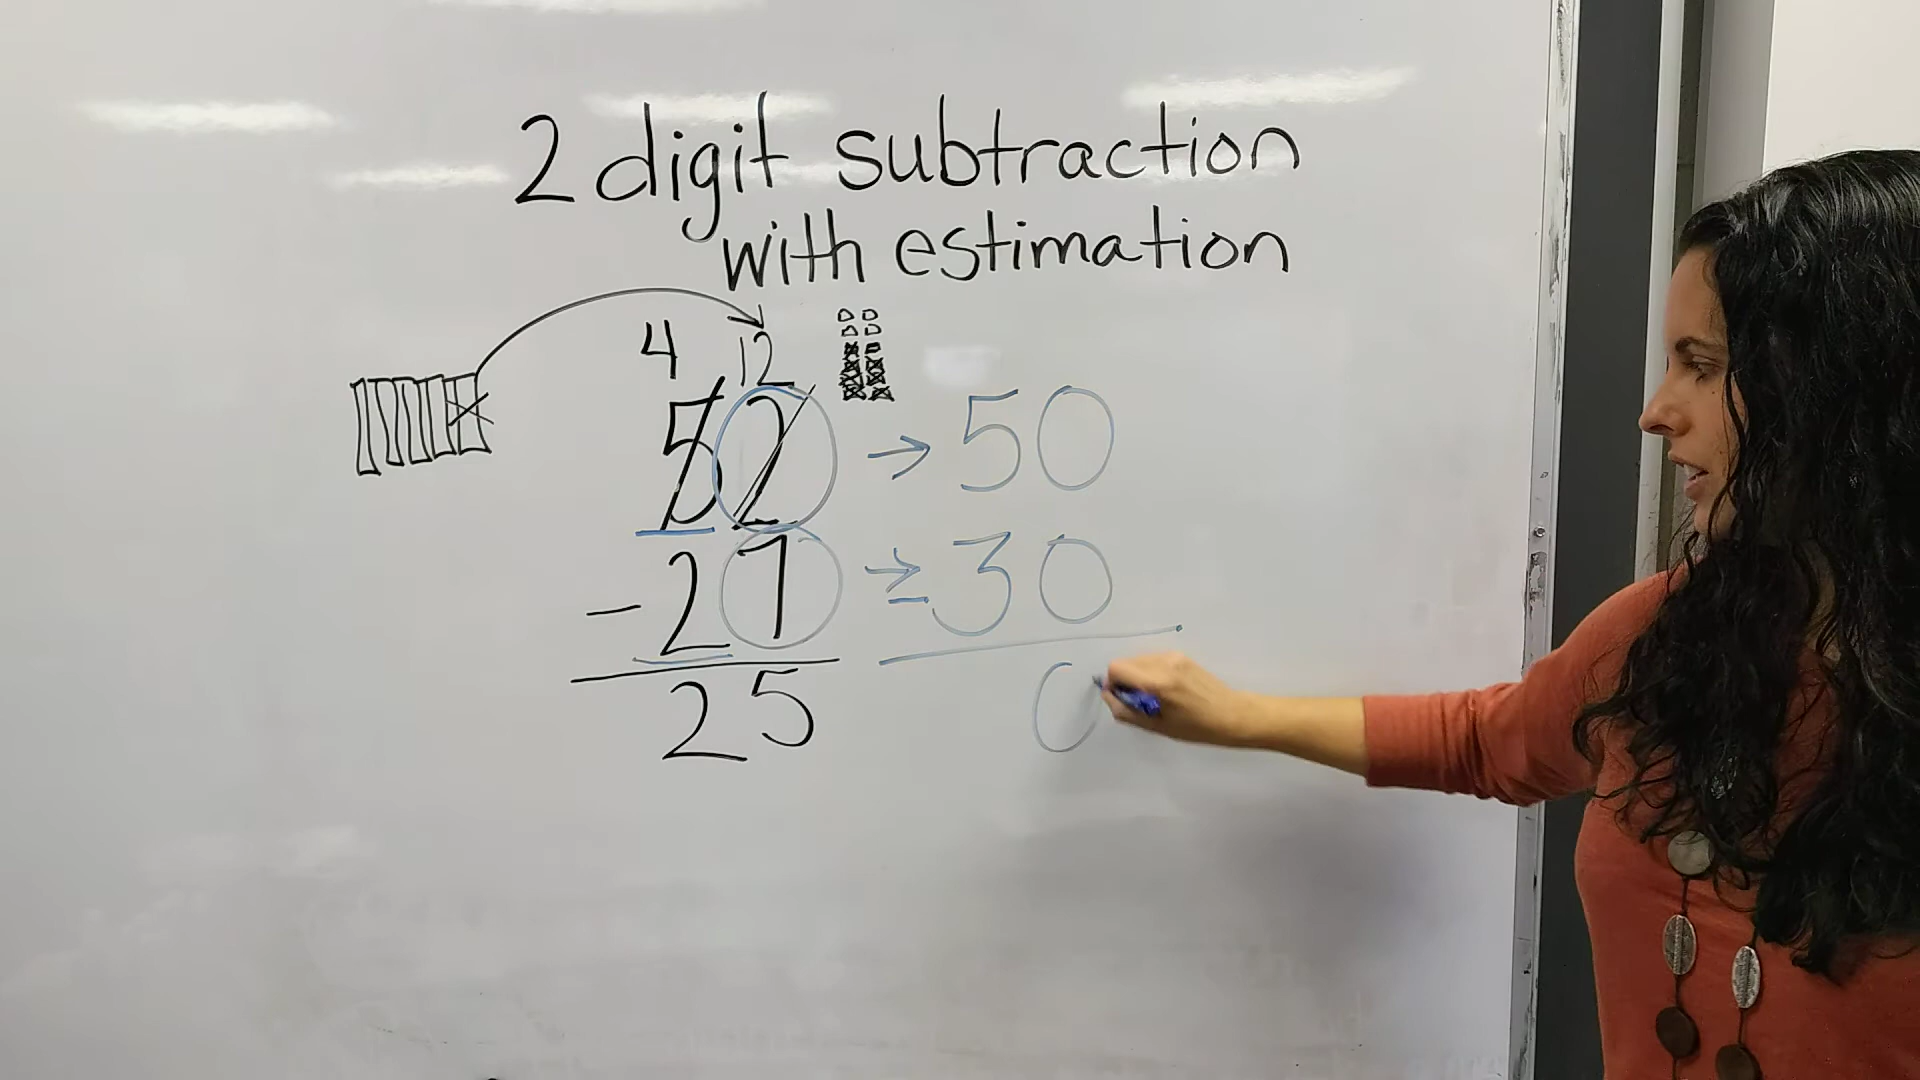 2 digit subtraction
with estimation
4 12
52 → 50
- 27 → - 30
25 0